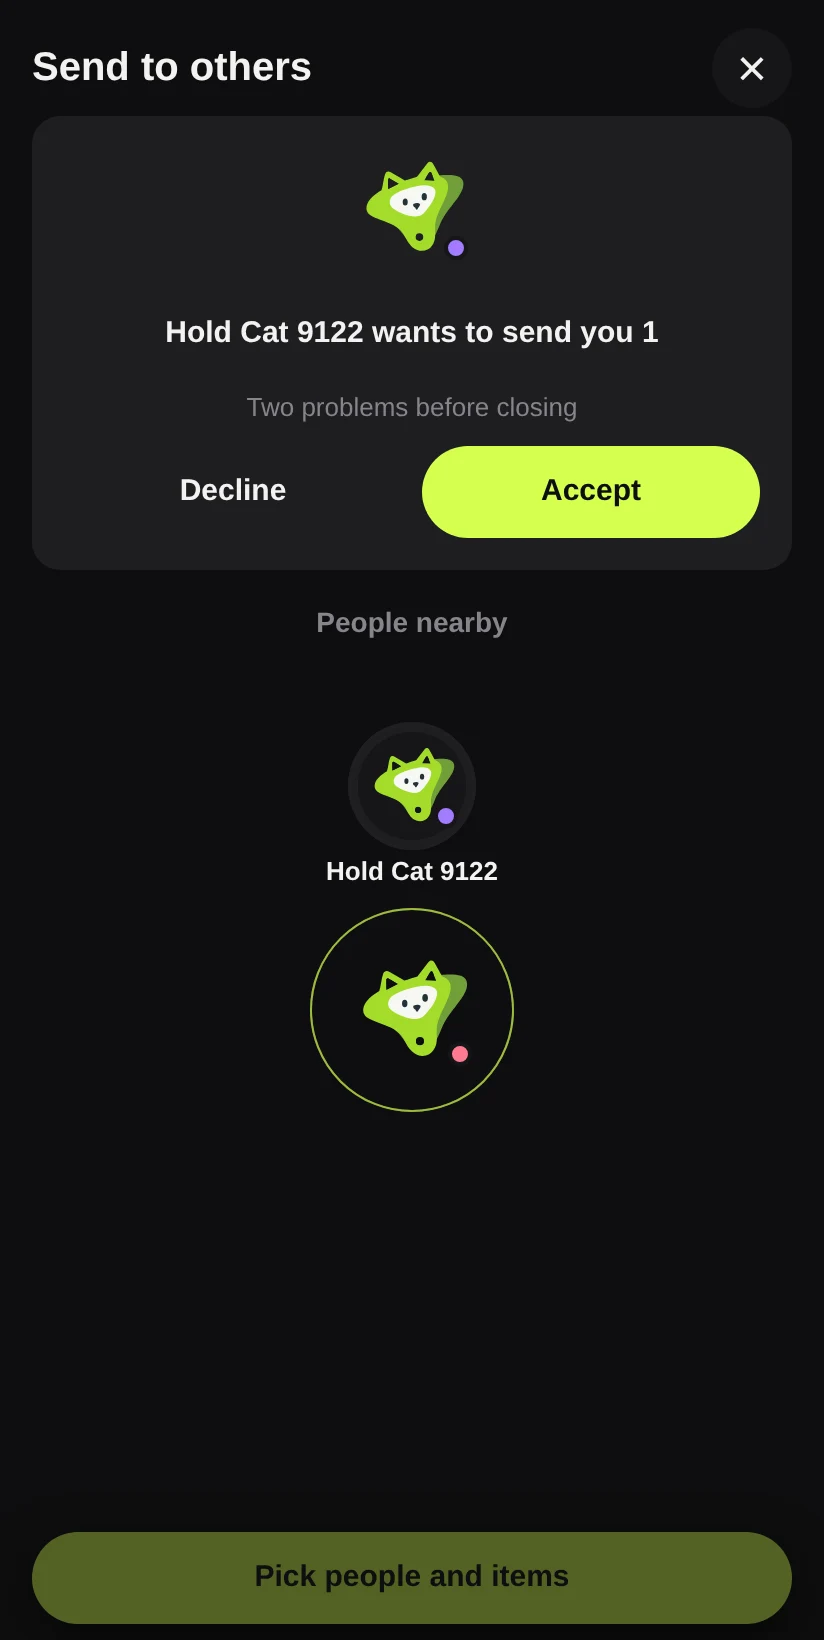 Send to others
Hold Cat 9122 wants to send you 1
Two problems before closing
Decline
Accept
People nearby
Hold Cat 9122
Pick people and items